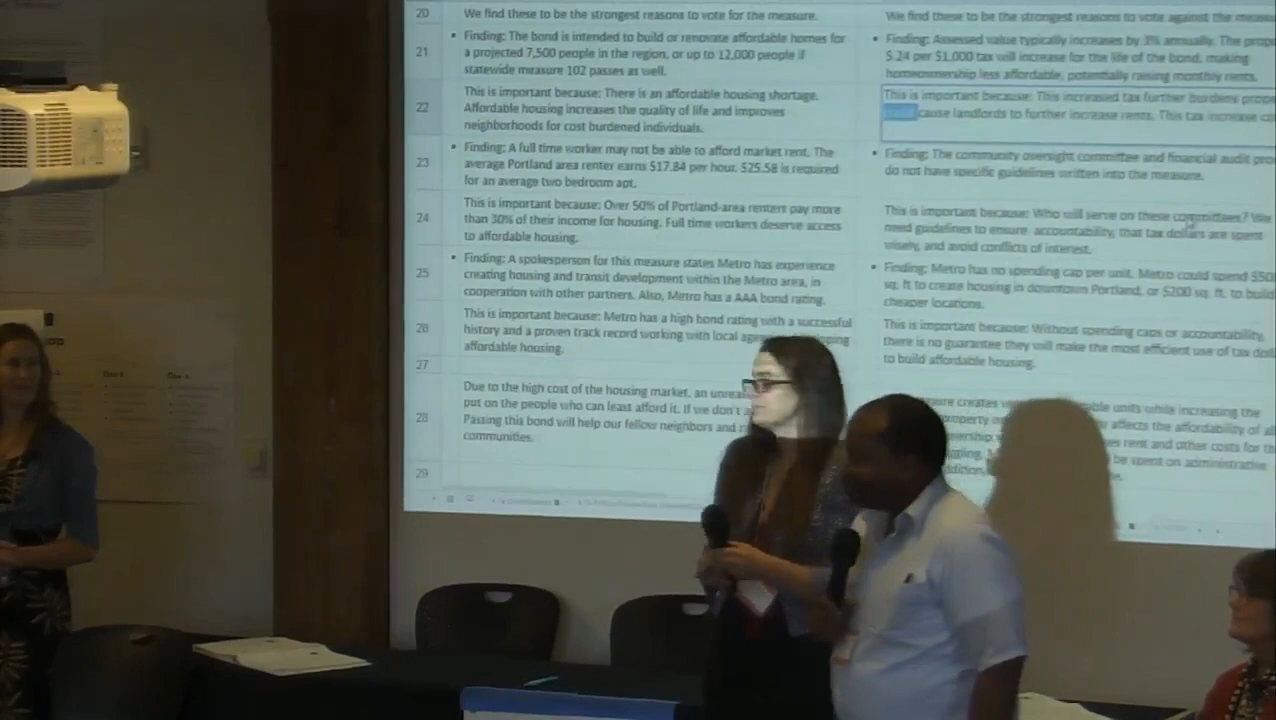 20
We find these to be the strongest reasons to vote for the measure.
21
• Finding: The bond is intended to build or renovate affordable homes for
a projected 7,500 people in the region, or up to 12,000 people if
statewide measure 102 passes as well.
22
This is important because: There is an affordable housing shortage.
Affordable housing increases the quality of life and improves
neighborhoods for cost burdened individuals.
23
• Finding: A full time worker may not be able to afford market rent. The
average Portland area renter earns $17.84 per hour. $25.58 is required
for an average two bedroom apt.
24
This is important because: Over 50% of Portland-area renters pay more
than 30% of their income for housing. Full time workers deserve access
to affordable housing.
25
• Finding: A spokesperson for this measure states Metro has experience
creating housing and transit development within the Metro area, in
cooperation with other partners. Also, Metro has a AAA bond rating.
26
This is important because: Metro has a high bond rating with a successful
history and a proven track record working with local
affordable housing.
27
28
Due to the high cost of the housing market, an
put on the people who can least afford it. If we don't
Passing this bond will help our fellow neighbors and
communities.
29
We find these to be the strongest reasons to vote against the
• Finding: Assessed value typically increases by 3% annually. The
$.24 per $1,000 tax will increase for the life of the bond, making
homeownership less affordable, potentially raising monthly rents.
This is important because: This increased tax further burdens
cause landlords to further increase rents. This tax increase
• Finding: The community oversight committee and financial audit
do not have specific guidelines written into the measure.
This is important because: Who will serve on these committees? We
need guidelines to ensure accountability, that tax dollars are spent
wisely, and avoid conflicts of interest.
• Finding: Metro has no spending cap per unit. Metro could spend
sq. ft to create housing in downtown Portland, or $200 sq. ft. to build
cheaper locations.
This is important because: Without spending caps or accountability,
there is no guarantee they will make the most efficient use of tax
to build affordable housing.
creates
units while increasing the
affects the affordability of
rent and other costs for
be spent on administrative